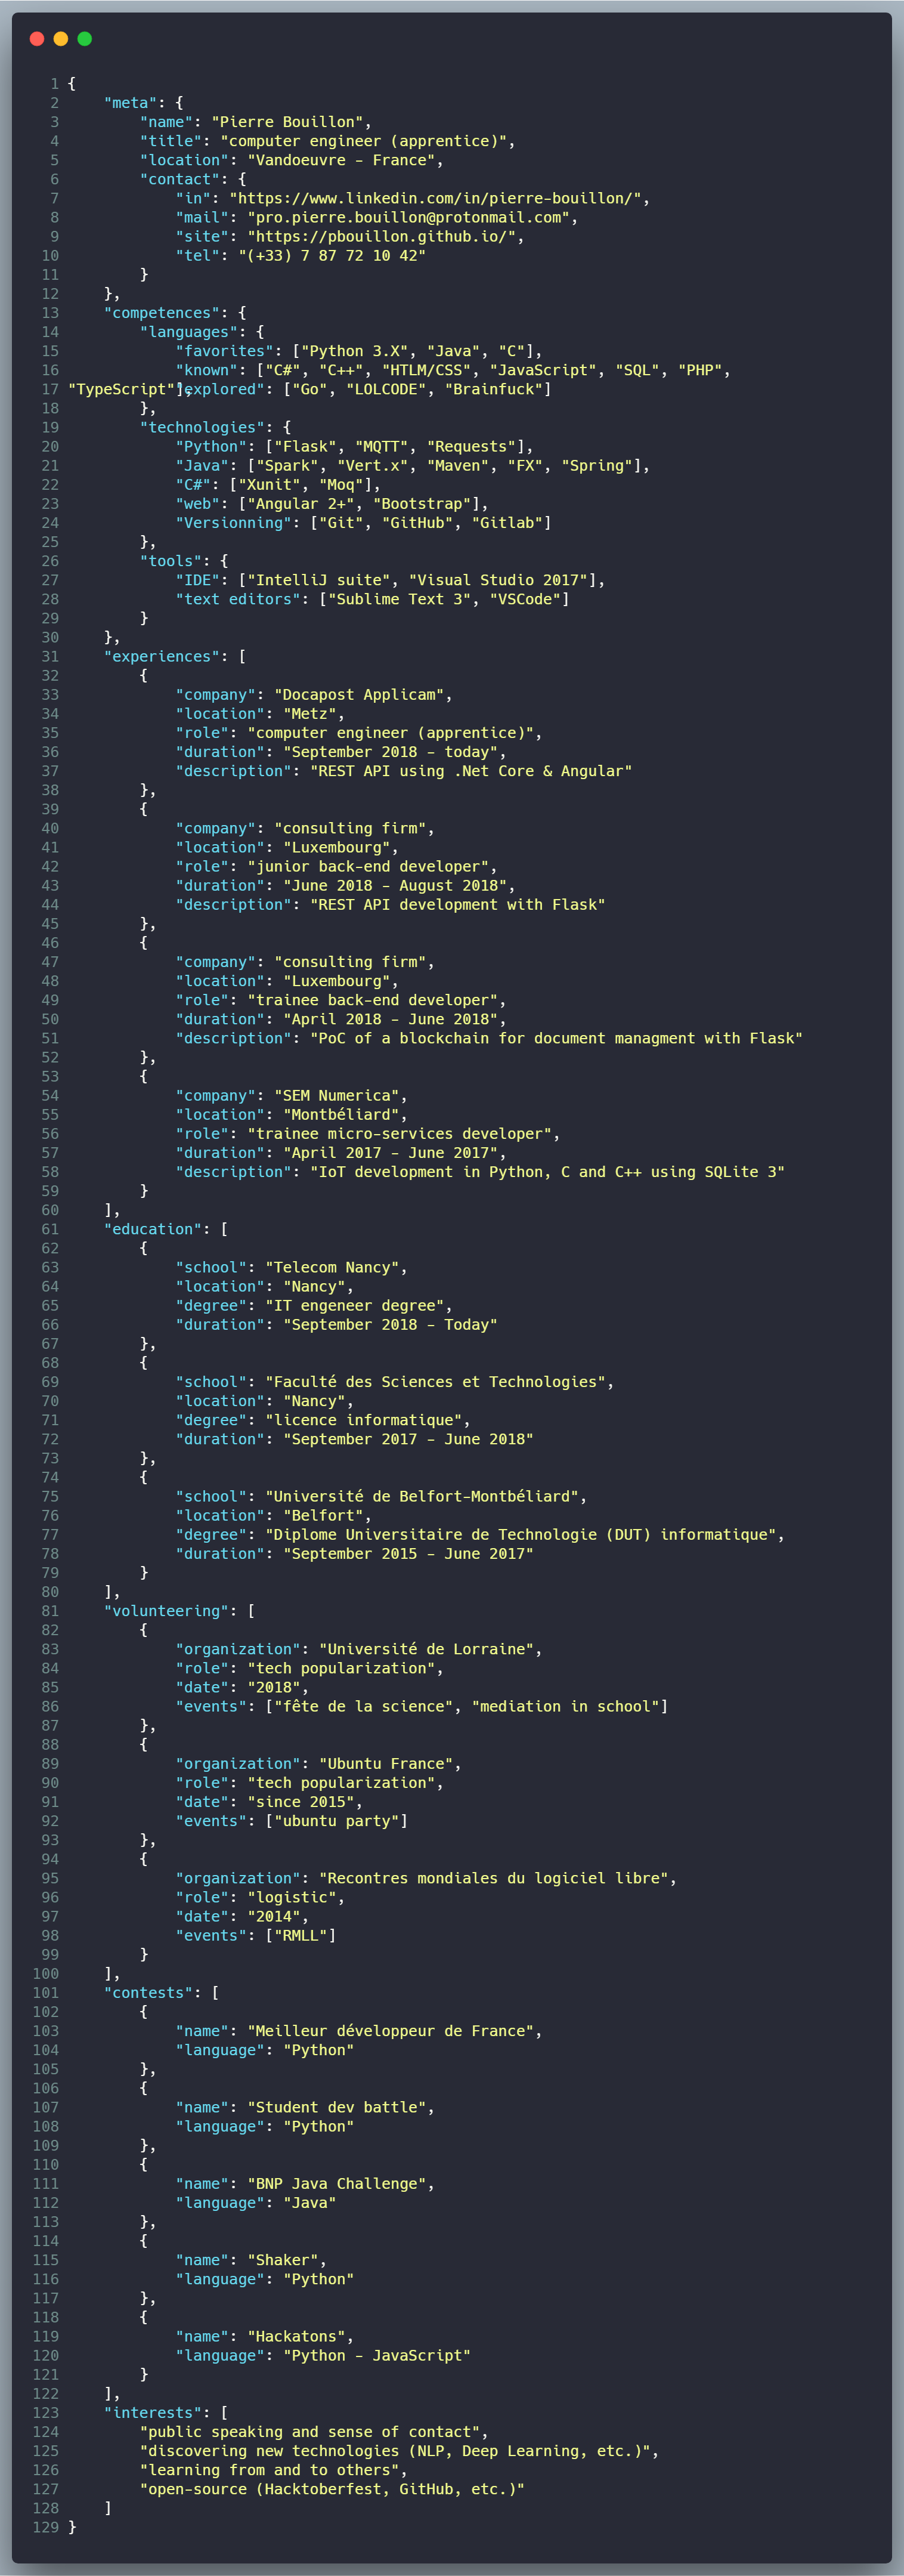 1 {
2     "meta": {
3         "name": "Pierre Bouillon",
4         "title": "computer engineer (apprentice)",
5         "location": "Vandoeuvre - France",
6         "contact": {
7             "in": "https://www.linkedin.com/in/pierre-bouillon/",
8             "mail": "pro.pierre.bouillon@protonmail.com",
9             "site": "https://pbouillon.github.io/",
10             "tel": "(+33) 7 87 72 10 42"
11         }
12     },
13     "competences": {
14         "languages": {
15             "favorites": ["Python 3.X", "Java", "C"],
16             "known": ["C#", "C++", "HTLM/CSS", "JavaScript", "SQL", "PHP",
17 "TypeScript"], "explored": ["Go", "LOLCODE", "Brainfuck"]
18         },
19         "technologies": {
20             "Python": ["Flask", "MQTT", "Requests"],
21             "Java": ["Spark", "Vert.x", "Maven", "FX", "Spring"],
22             "C#": ["Xunit", "Moq"],
23             "web": ["Angular 2+", "Bootstrap"],
24             "Versionning": ["Git", "GitHub", "Gitlab"]
25         },
26         "tools": {
27             "IDE": ["IntelliJ suite", "Visual Studio 2017"],
28             "text editors": ["Sublime Text 3", "VSCode"]
29         }
30     },
31     "experiences": [
32         {
33             "company": "Docapost Applicam",
34             "location": "Metz",
35             "role": "computer engineer (apprentice)",
36             "duration": "September 2018 - today",
37             "description": "REST API using .Net Core & Angular"
38         },
39         {
40             "company": "consulting firm",
41             "location": "Luxembourg",
42             "role": "junior back-end developer",
43             "duration": "June 2018 - August 2018",
44             "description": "REST API development with Flask"
45         },
46         {
47             "company": "consulting firm",
48             "location": "Luxembourg",
49             "role": "trainee back-end developer",
50             "duration": "April 2018 - June 2018",
51             "description": "PoC of a blockchain for document managment with Flask"
52         },
53         {
54             "company": "SEM Numerica",
55             "location": "Montbéliard",
56             "role": "trainee micro-services developer",
57             "duration": "April 2017 - June 2017",
58             "description": "IoT development in Python, C and C++ using SQLite 3"
59         }
60     ],
61     "education": [
62         {
63             "school": "Telecom Nancy",
64             "location": "Nancy",
65             "degree": "IT engeneer degree",
66             "duration": "September 2018 - Today"
67         },
68         {
69             "school": "Faculté des Sciences et Technologies",
70             "location": "Nancy",
71             "degree": "licence informatique",
72             "duration": "September 2017 - June 2018"
73         },
74         {
75             "school": "Université de Belfort-Montbéliard",
76             "location": "Belfort",
77             "degree": "Diplome Universitaire de Technologie (DUT) informatique",
78             "duration": "September 2015 - June 2017"
79         }
80     ],
81     "volunteering": [
82         {
83             "organization": "Université de Lorraine",
84             "role": "tech popularization",
85             "date": "2018",
86             "events": ["fête de la science", "mediation in school"]
87         },
88         {
89             "organization": "Ubuntu France",
90             "role": "tech popularization",
91             "date": "since 2015",
92             "events": ["ubuntu party"]
93         },
94         {
95             "organization": "Recontres mondiales du logiciel libre",
96             "role": "logistic",
97             "date": "2014",
98             "events": ["RMLL"]
99         }
100     ],
101     "contests": [
102         {
103             "name": "Meilleur développeur de France",
104             "language": "Python"
105         },
106         {
107             "name": "Student dev battle",
108             "language": "Python"
109         },
110         {
111             "name": "BNP Java Challenge",
112             "language": "Java"
113         },
114         {
115             "name": "Shaker",
116             "language": "Python"
117         },
118         {
119             "name": "Hackatons",
120             "language": "Python - JavaScript"
121         }
122     ],
123     "interests": [
124         "public speaking and sense of contact",
125         "discovering new technologies (NLP, Deep Learning, etc.)",
126         "learning from and to others",
127         "open-source (Hacktoberfest, GitHub, etc.)"
128     ]
129 }